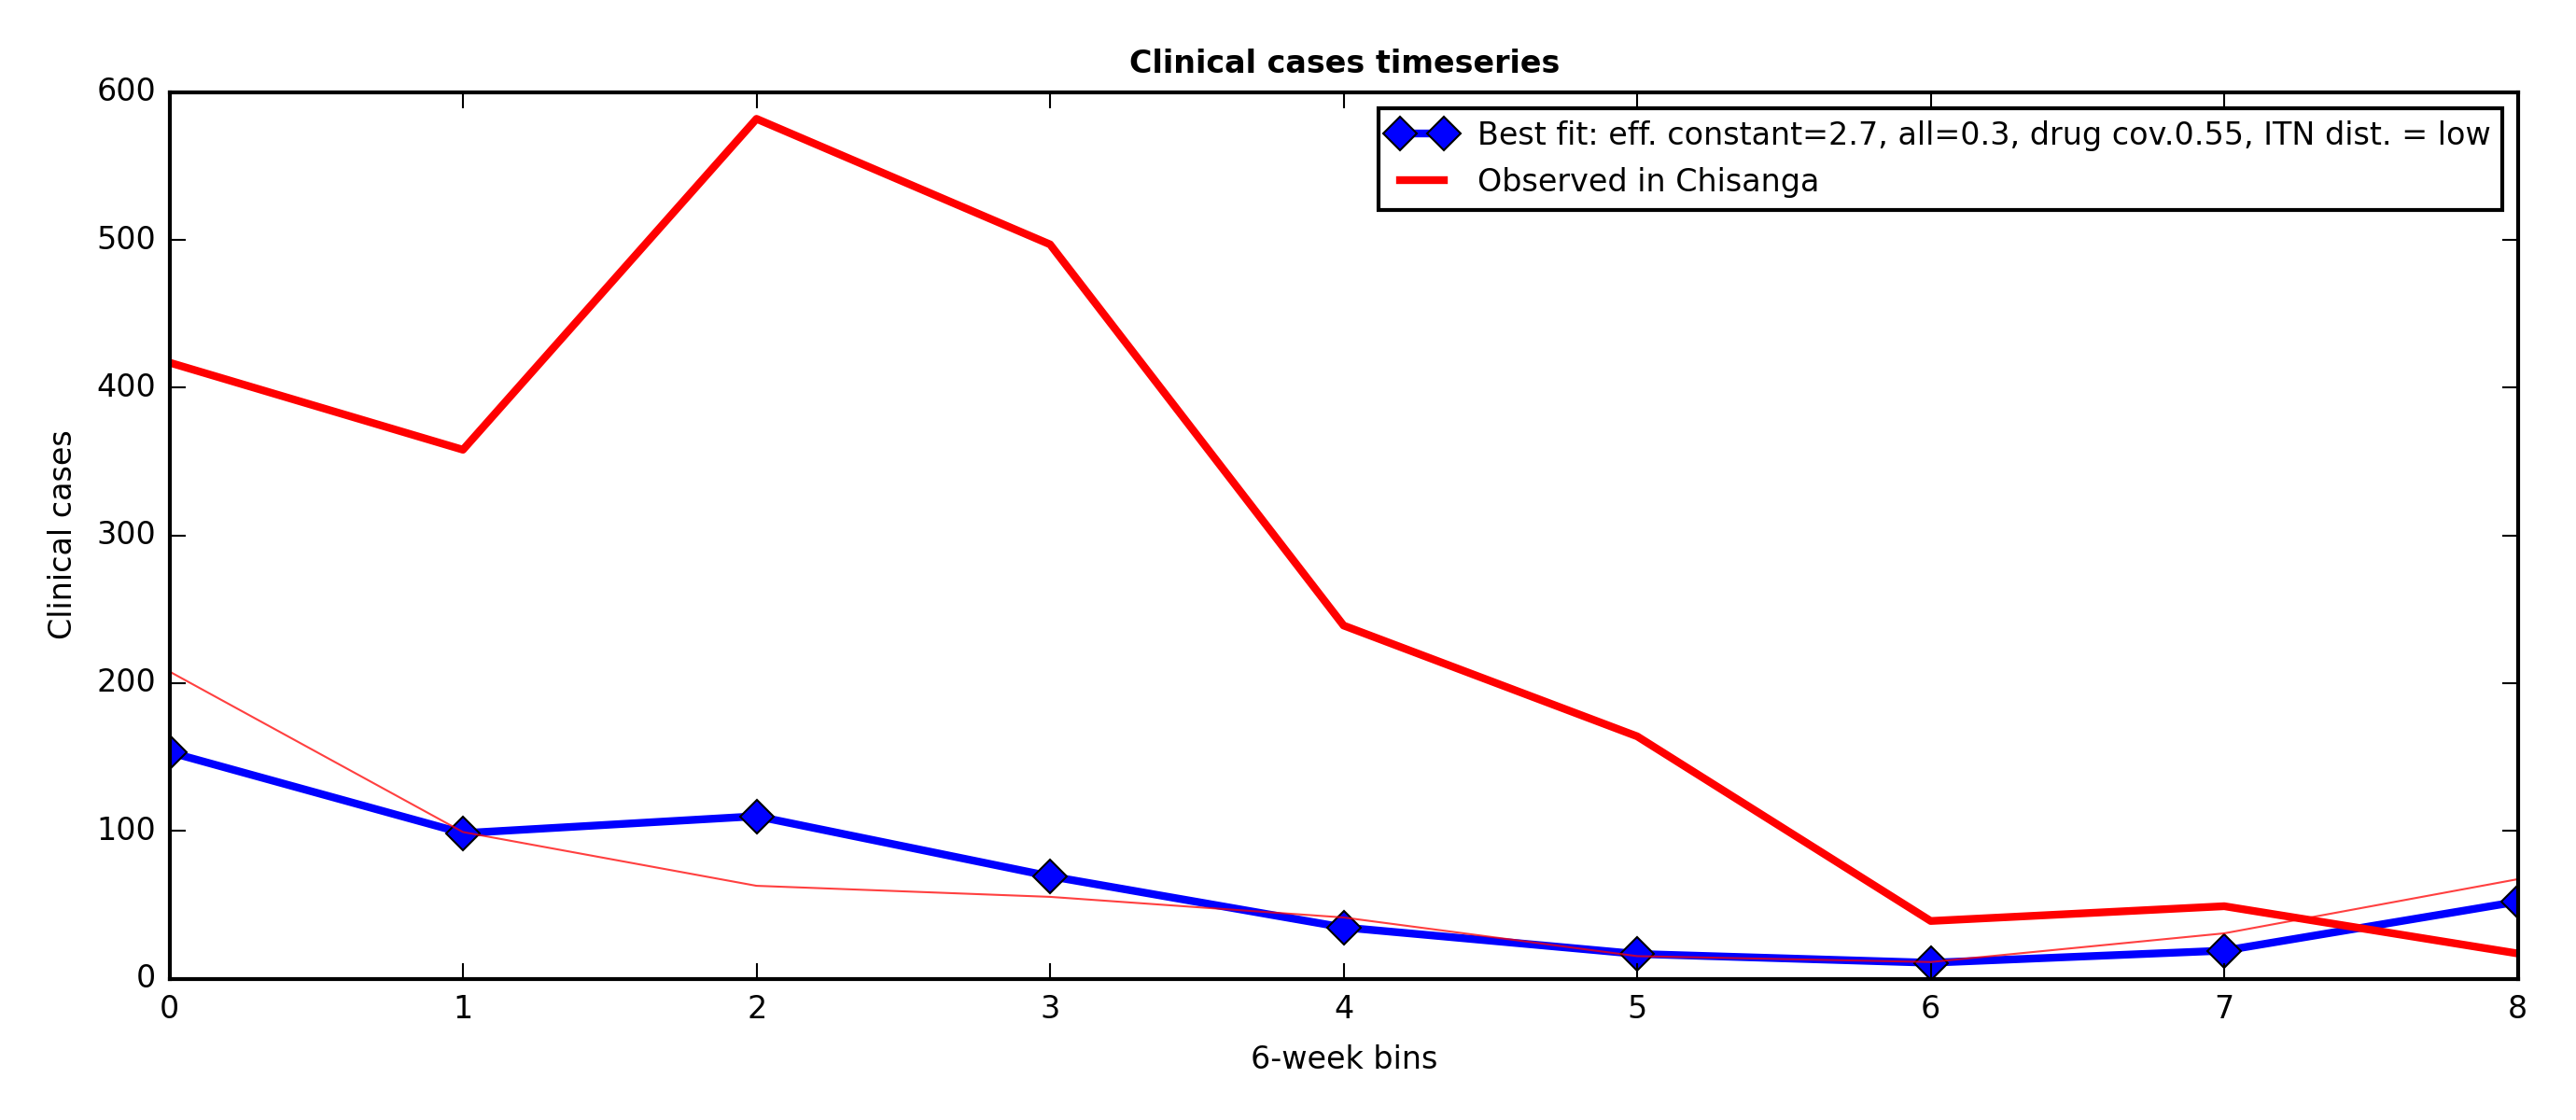 Clinical cases timeseries
Best fit: eff. constant=2.7, all=0.3, drug cov.0.55, ITN dist. = low
Observed in Chisanga
600
500
400
300
200
100
0
Clinical cases
0 1 2 3 4 5 6 7 8
6-week bins